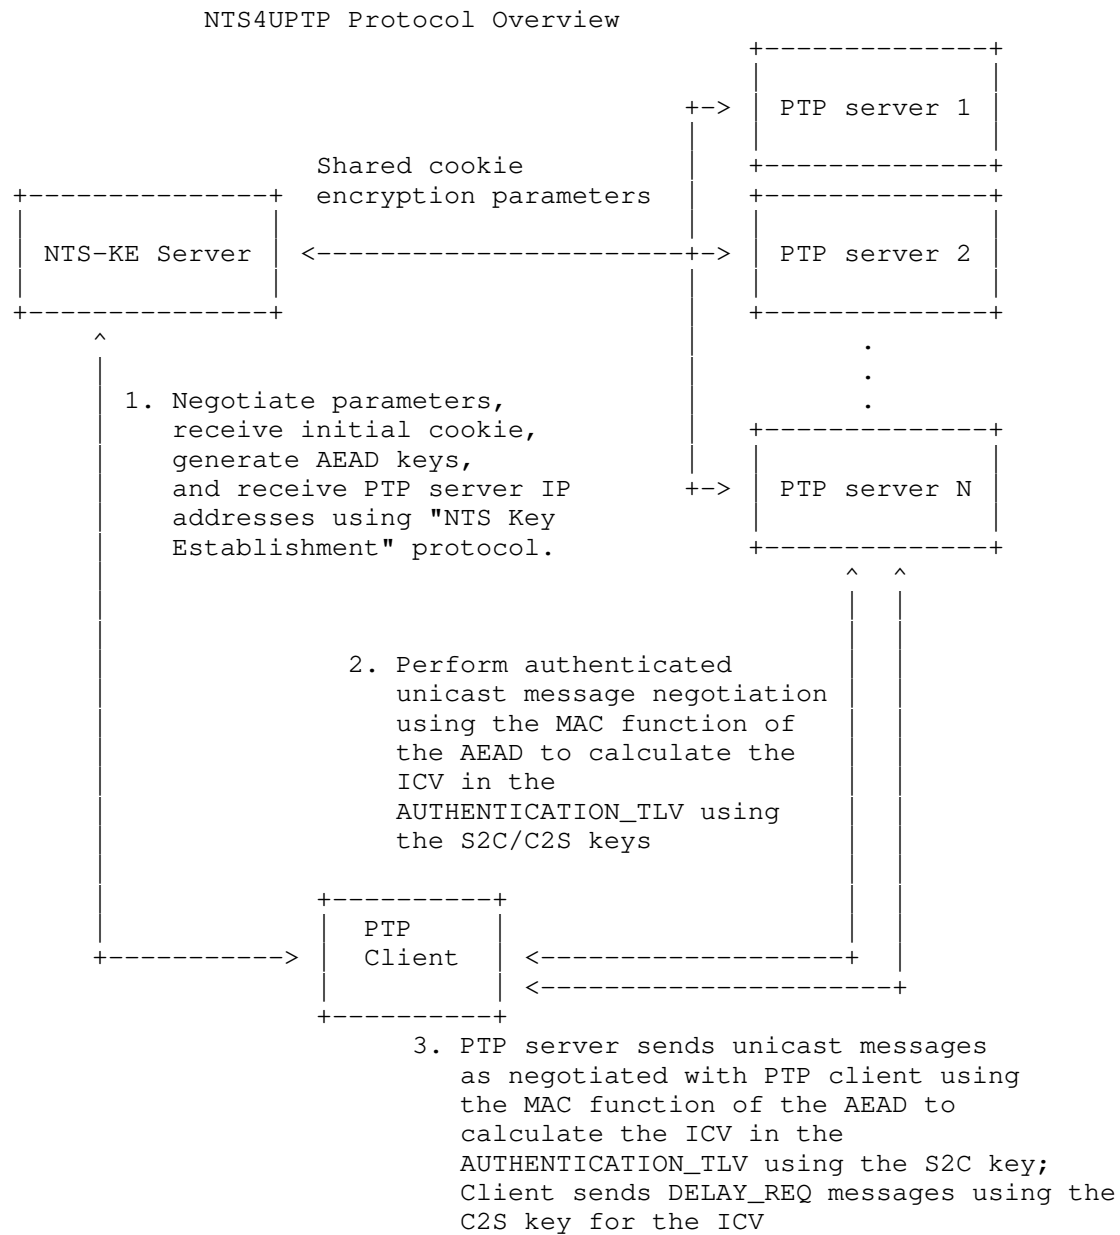 NTS4UPTP Protocol Overview
PTP server 1
Shared cookie
encryption parameters
NTS-KE Server
PTP server 2
.
.
.
1. Negotiate parameters,
receive initial cookie,
generate AEAD keys,
and receive PTP server IP
addresses using "NTS Key
Establishment" protocol.
PTP server N
2. Perform authenticated
unicast message negotiation
using the MAC function of
the AEAD to calculate the
ICV in the
AUTHENTICATION_TLV using
the S2C/C2S keys
PTP
Client
3. PTP server sends unicast messages
as negotiated with PTP client using
the MAC function of the AEAD to
calculate the ICV in the
AUTHENTICATION_TLV using the S2C key;
Client sends DELAY_REQ messages using the
C2S key for the ICV